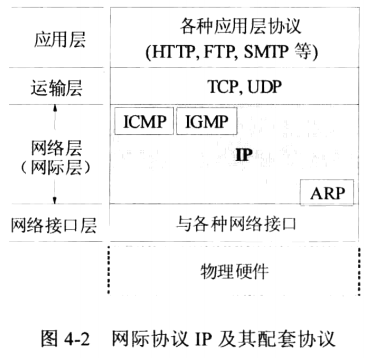 应用层
各种应用层协议
(HTTP, FTP, SMTP 等)
运输层
TCP, UDP
ICMP
IGMP
网络层
(网际层)
IP
ARP
网络接口层
与各种网络接口
物理硬件
图 4-2 网际协议 IP 及其配套协议